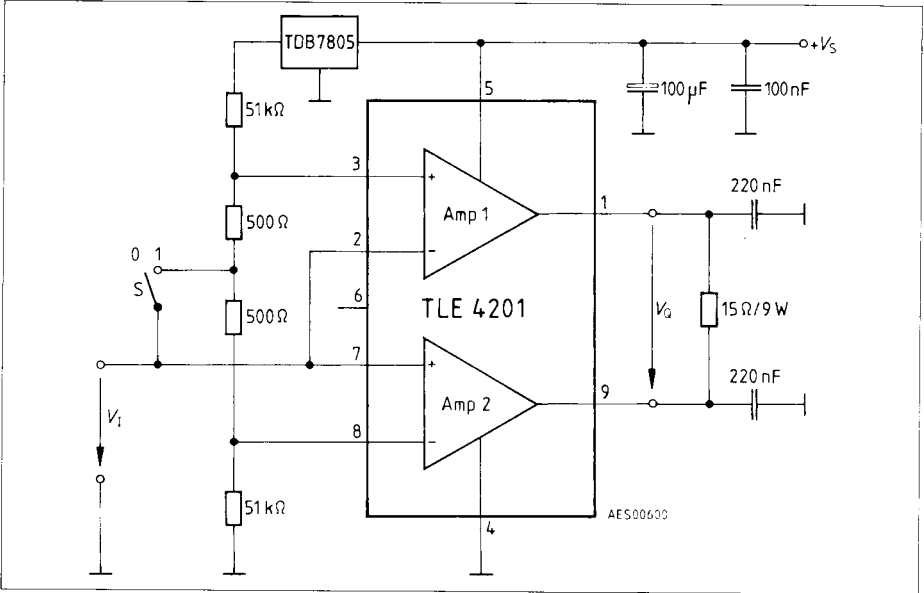 TDB7805
+VS
51kΩ
5
100µF
100nF
3
+
Amp 1
−
500Ω
2
1
220nF
0 1
S
6
TLE 4201
500Ω
VQ
15Ω/9W
7
+
Amp 2
−
220nF
9
VI
8
51kΩ
4
AES00600